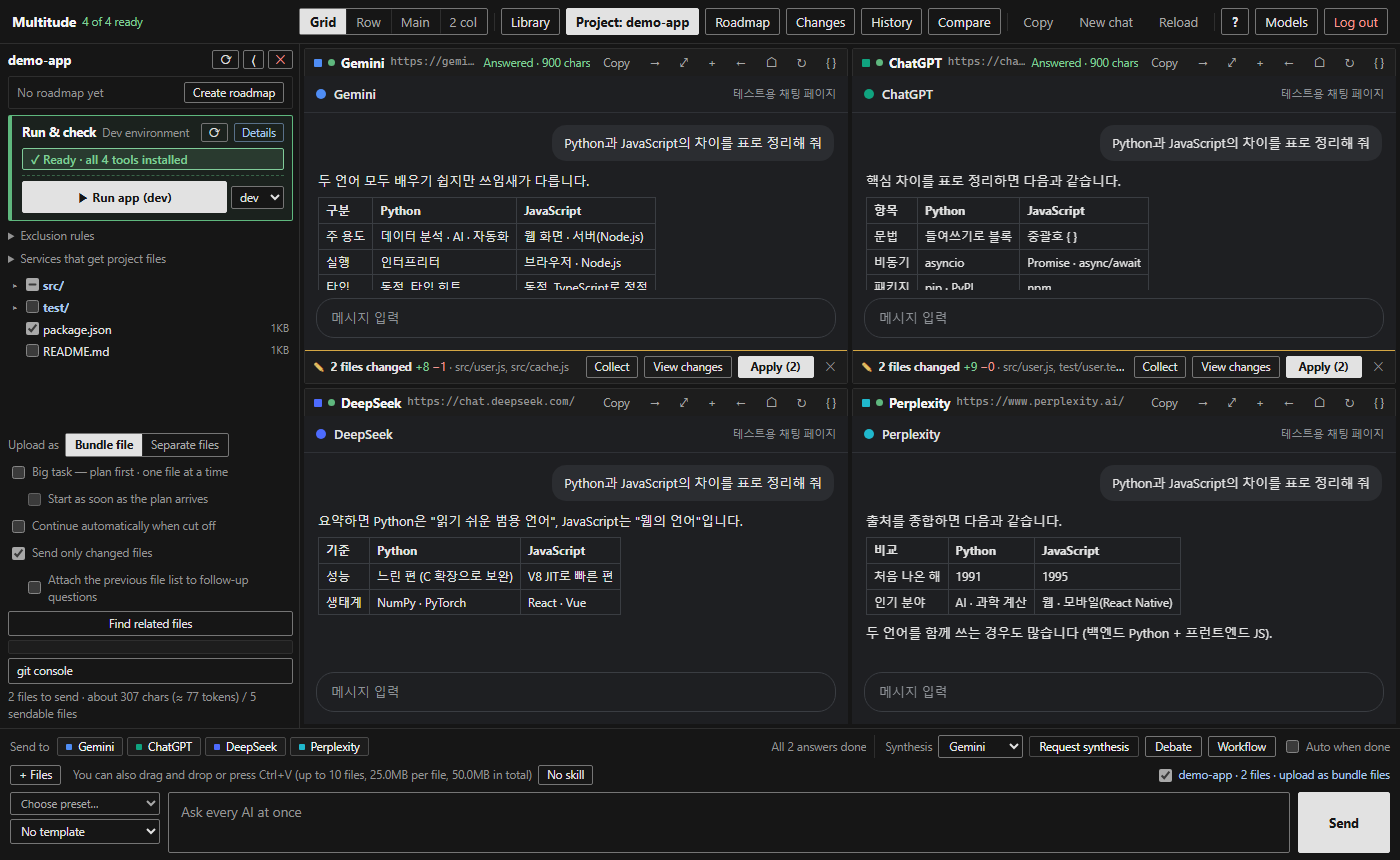 Multitude 4 of 4 ready Grid Row Main 2 col Library Project: demo-app Roadmap Changes History Compare Copy New chat Reload ? Models Log out
demo-app
No roadmap yet Create roadmap
Run & check Dev environment Details
✓ Ready · all 4 tools installed
▶ Run app (dev) dev
▶ Exclusion rules
▶ Services that get project files
src/
test/
package.json 1KB
README.md 1KB
Upload as Bundle file Separate files
Big task — plan first · one file at a time
Start as soon as the plan arrives
Continue automatically when cut off
Send only changed files
Attach the previous file list to follow-up
questions
Find related files
git console
2 files to send · about 307 chars (≈ 77 tokens) / 5
sendable files
Gemini https://gemi… Answered · 900 chars Copy → ⤢ + ← ↻ { }
Gemini 테스트용 채팅 페이지
Python과 JavaScript의 차이를 표로 정리해 줘
두 언어 모두 배우기 쉽지만 쓰임새가 다릅니다.
구분 Python JavaScript
주 용도 데이터 분석 · AI · 자동화 웹 화면 · 서버(Node.js)
실행 인터프리터 브라우저 · Node.js
타입 동적, 타입 힌트 동적, TypeScript로 정적
메시지 입력
2 files changed +8 −1 · src/user.js, src/cache.js Collect View changes Apply (2) ×
ChatGPT https://cha… Answered · 900 chars Copy → ⤢ + ← ↻ { }
ChatGPT 테스트용 채팅 페이지
Python과 JavaScript의 차이를 표로 정리해 줘
핵심 차이를 표로 정리하면 다음과 같습니다.
항목 Python JavaScript
문법 들여쓰기로 블록 중괄호 { }
비동기 asyncio Promise · async/await
패키지 pip · PyPI npm
메시지 입력
2 files changed +9 −0 · src/user.js, test/user.te… Collect View changes Apply (2) ×
DeepSeek https://chat.deepseek.com/ Copy → ⤢ + ← ↻ { }
DeepSeek 테스트용 채팅 페이지
Python과 JavaScript의 차이를 표로 정리해 줘
요약하면 Python은 "읽기 쉬운 범용 언어", JavaScript는 "웹의 언어"입니다.
기준 Python JavaScript
성능 느린 편 (C 확장으로 보완) V8 JIT로 빠른 편
생태계 NumPy · PyTorch React · Vue
메시지 입력
Perplexity https://www.perplexity.ai/ Copy → ⤢ + ← ↻ { }
Perplexity 테스트용 채팅 페이지
Python과 JavaScript의 차이를 표로 정리해 줘
출처를 종합하면 다음과 같습니다.
비교 Python JavaScript
처음 나온 해 1991 1995
인기 분야 AI · 과학 계산 웹 · 모바일(React Native)
두 언어를 함께 쓰는 경우도 많습니다 (백엔드 Python + 프런트엔드 JS).
메시지 입력
Send to Gemini ChatGPT DeepSeek Perplexity All 2 answers done Synthesis Gemini Request synthesis Debate Workflow Auto when done
+ Files You can also drag and drop or press Ctrl+V (up to 10 files, 25.0MB per file, 50.0MB in total) No skill demo-app · 2 files · upload as bundle files
Choose preset...
No template
Ask every AI at once
Send